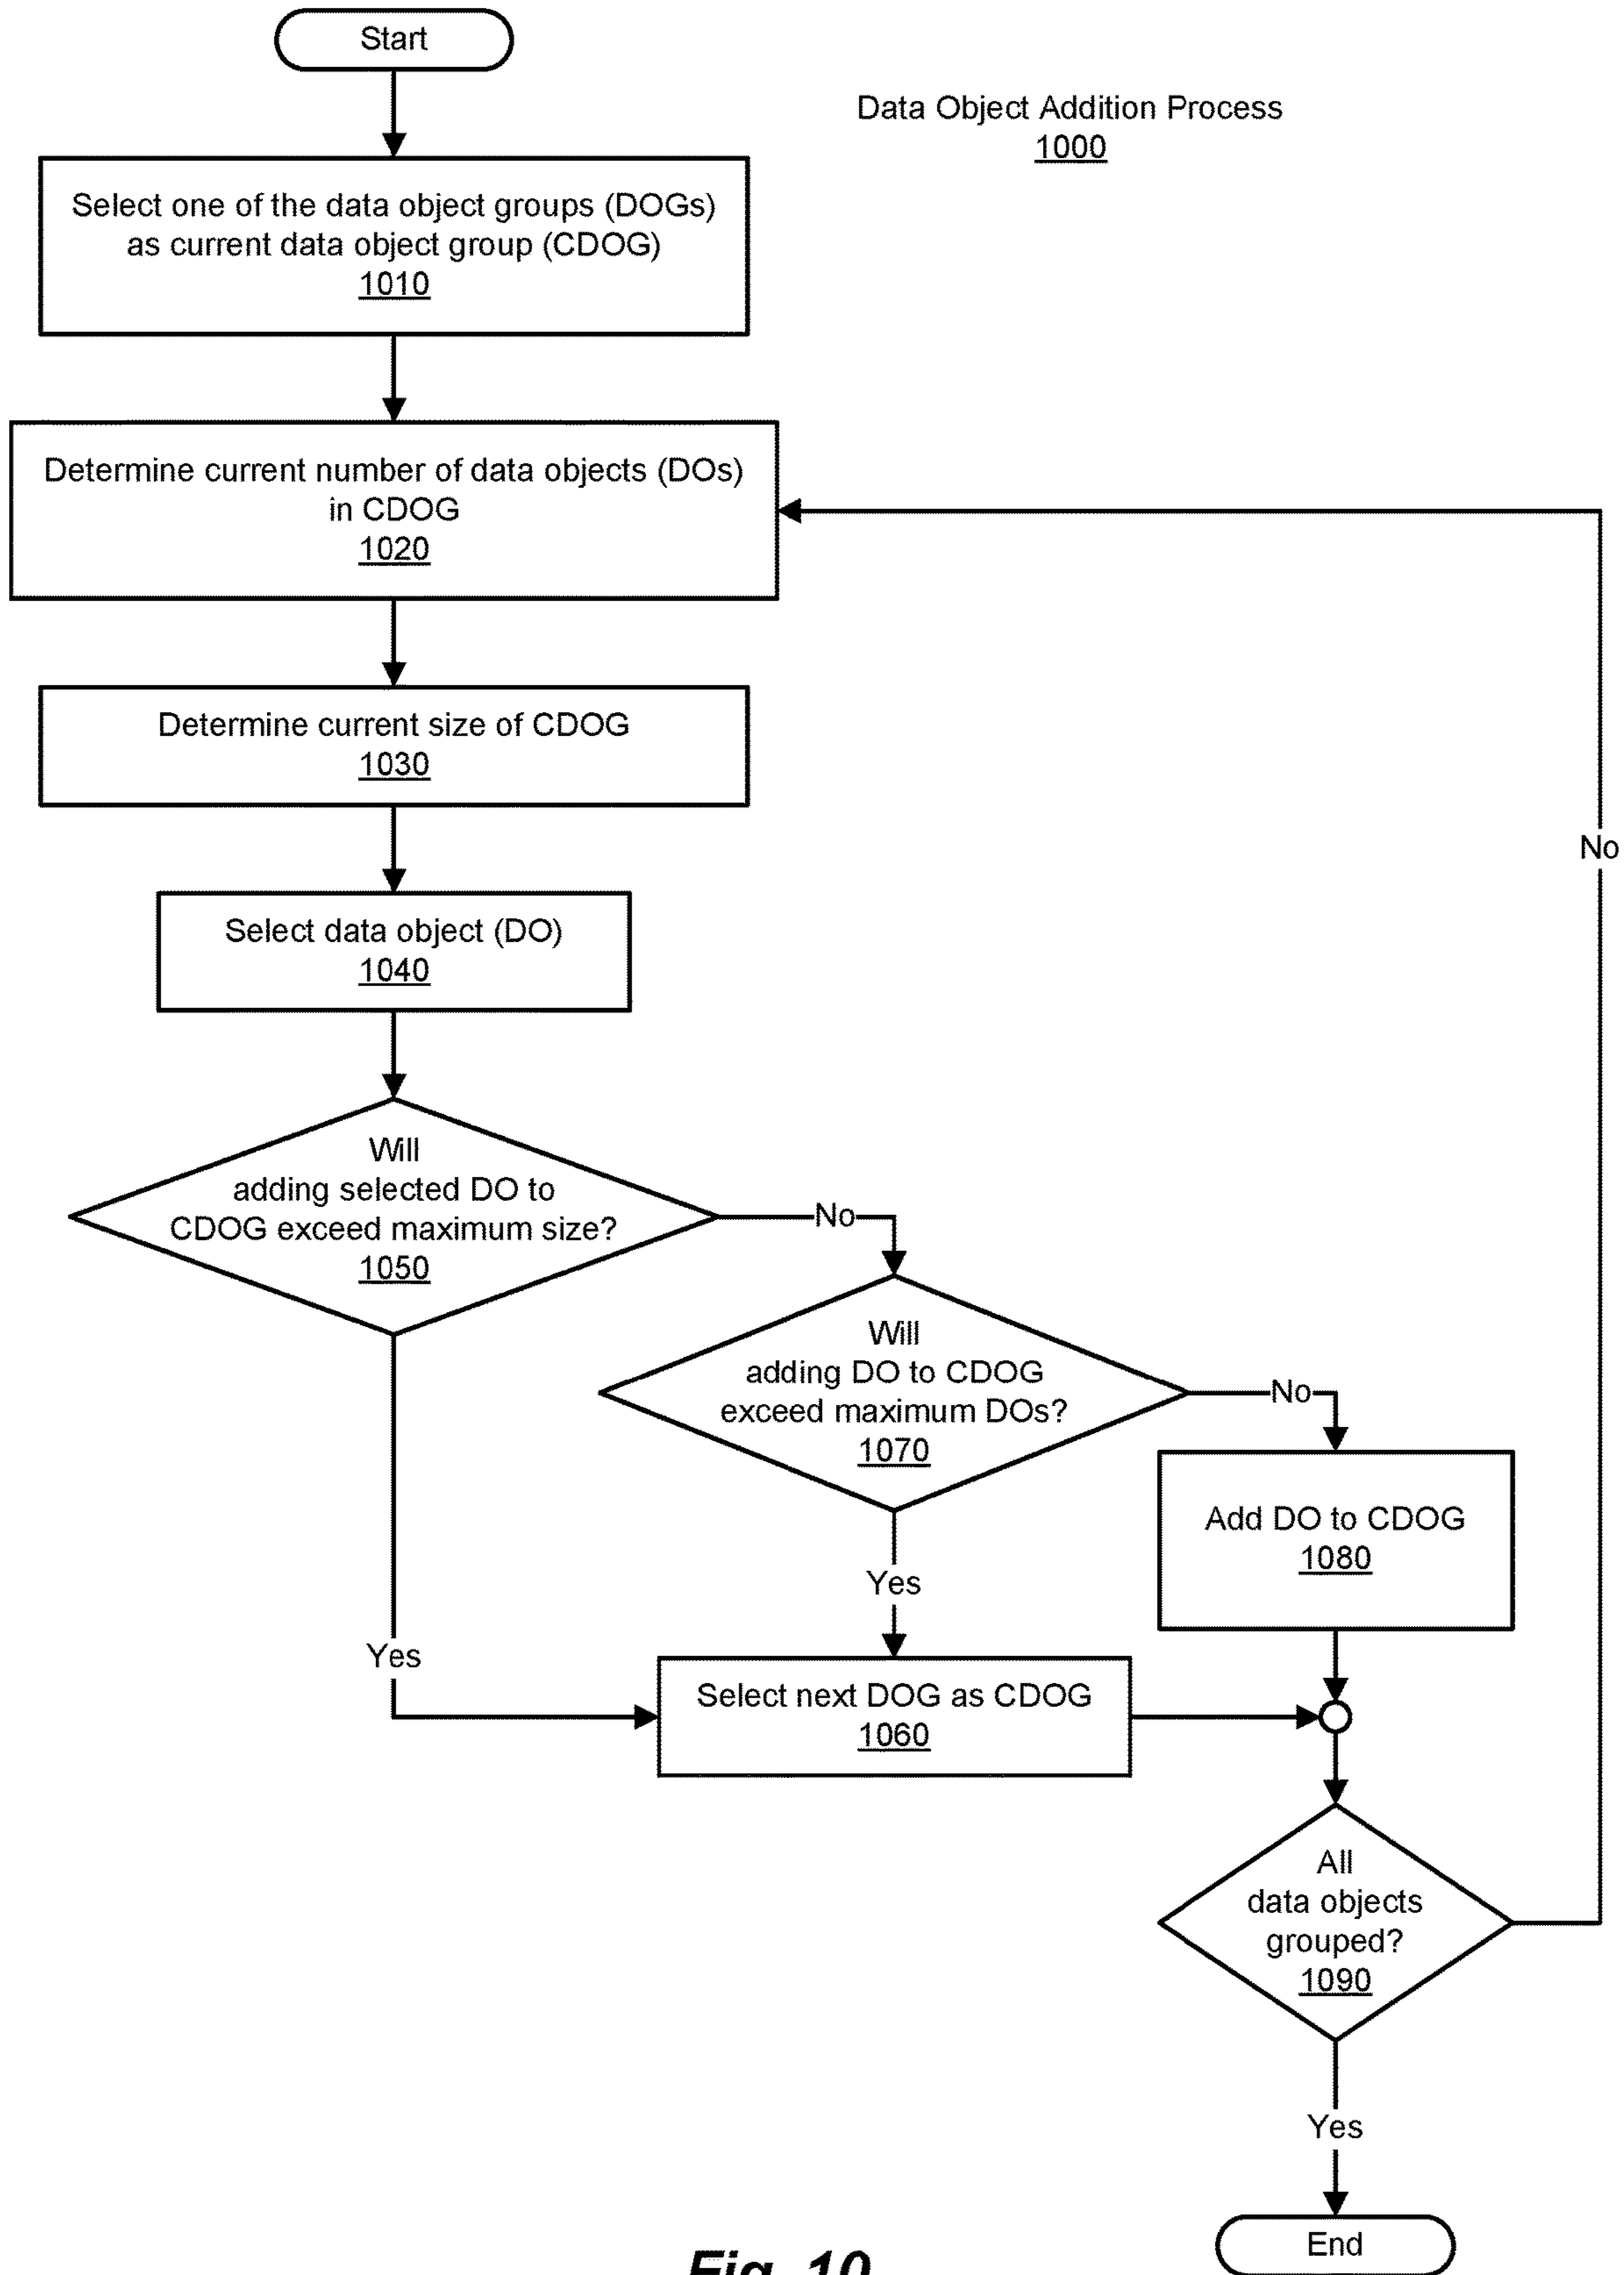 Start
Data Object Addition Process
1000
Select one of the data object groups (DOGs)
as current data object group (CDOG)
1010
Determine current number of data objects (DOs)
in CDOG
1020
Determine current size of CDOG
1030
No
Select data object (DO)
1040
Will
adding selected DO to
CDOG exceed maximum size?
1050
No
Will
adding DO to CDOG
exceed maximum DOs?
1070
No
Add DO to CDOG
1080
Yes
Yes
Select next DOG as CDOG
1060
All
data objects
grouped?
1090
Yes
End
Fig. 10